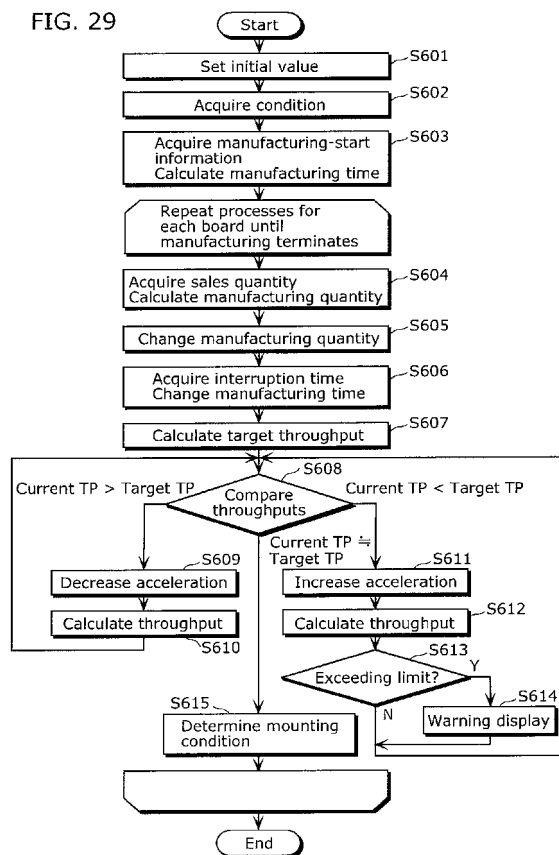 FIG. 29
Start
S601
Set initial value
S602
Acquire condition
S603
Acquire manufacturing-start
information
Calculate manufacturing time
Repeat processes for
each board until
manufacturing terminates
S604
Acquire sales quantity
Calculate manufacturing quantity
S605
Change manufacturing quantity
S606
Acquire interruption time
Change manufacturing time
S607
Calculate target throughput
S608
Current TP > Target TP
Compare
throughputs
Current TP < Target TP
Current TP ≒
Target TP
S609
Decrease acceleration
S611
Increase acceleration
Calculate throughput
S610
S612
Calculate throughput
S613
Exceeding limit?
Y
N
S614
Warning display
S615
Determine mounting
condition
End